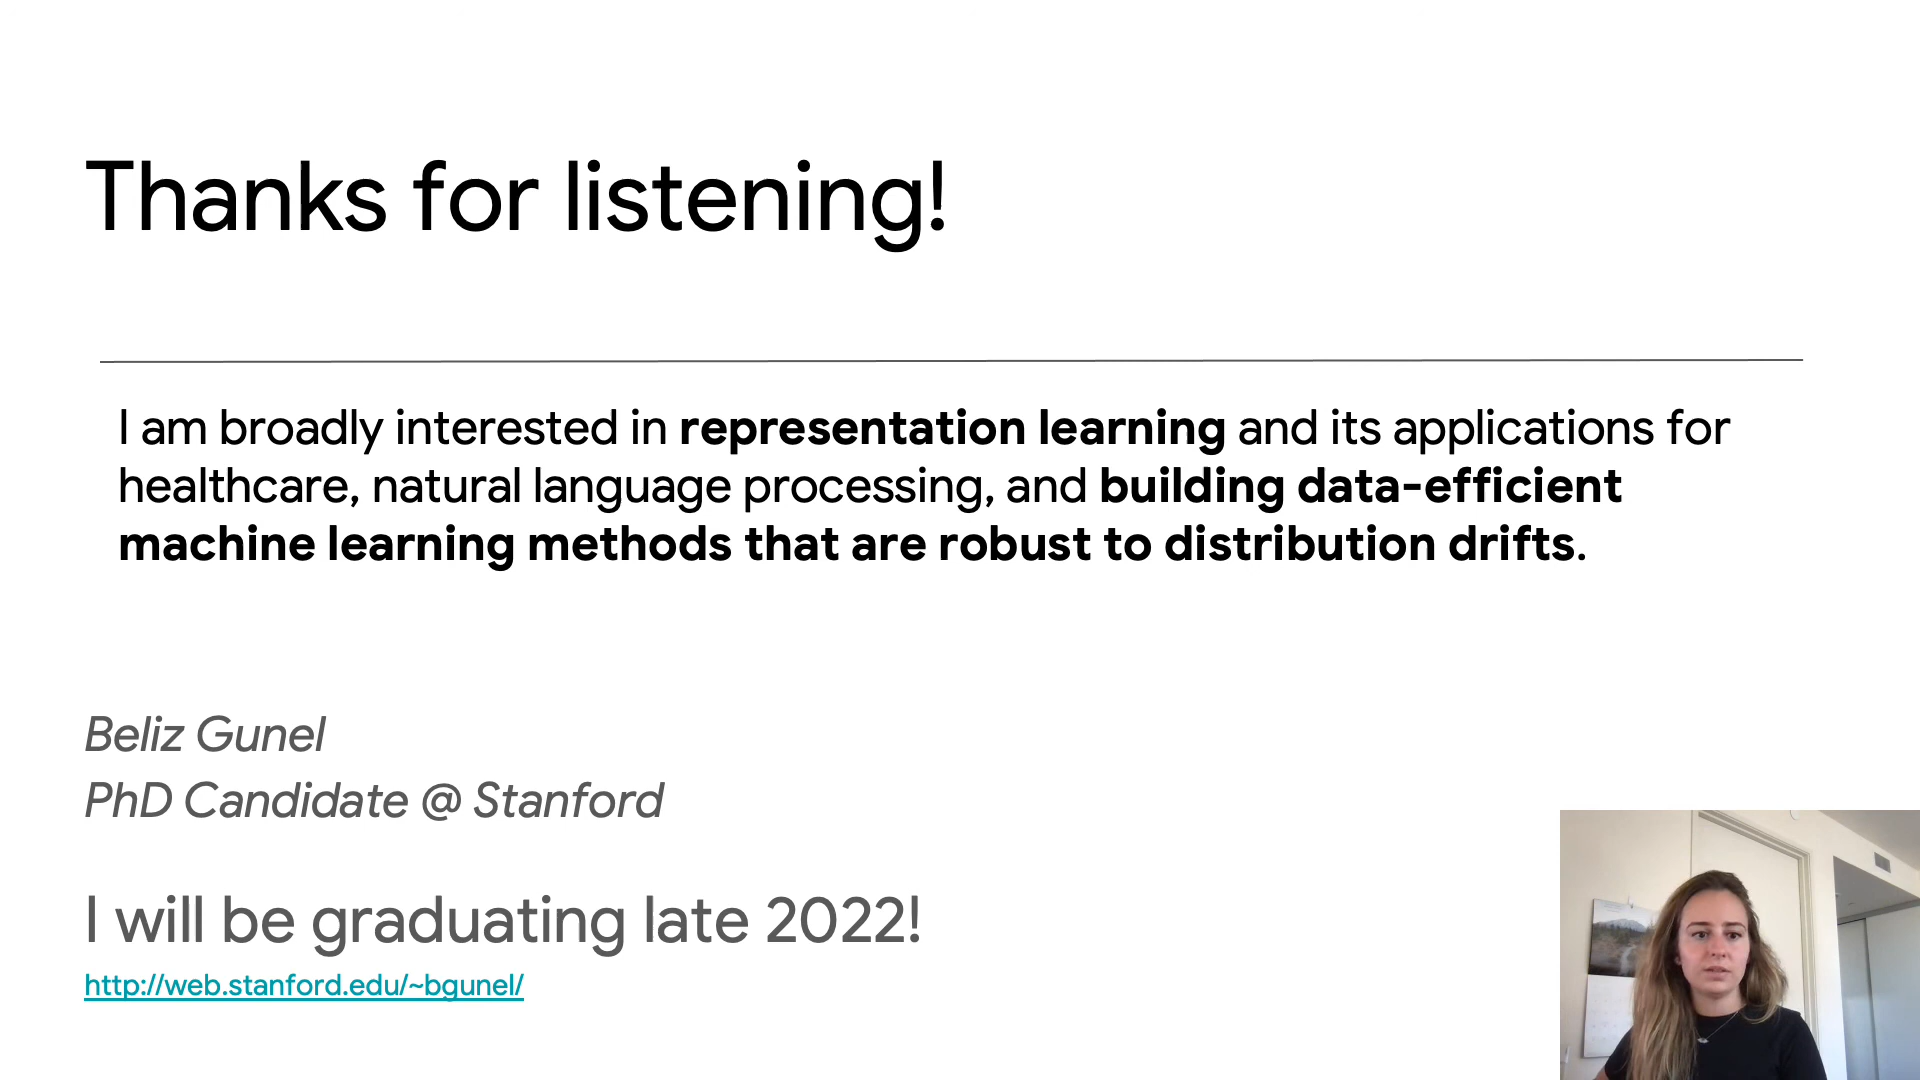 Thanks for listening!
I am broadly interested in representation learning and its applications for
healthcare, natural language processing, and building data-efficient
machine learning methods that are robust to distribution drifts.
Beliz Gunel
PhD Candidate @ Stanford
I will be graduating late 2022!
http://web.stanford.edu/~bgunel/